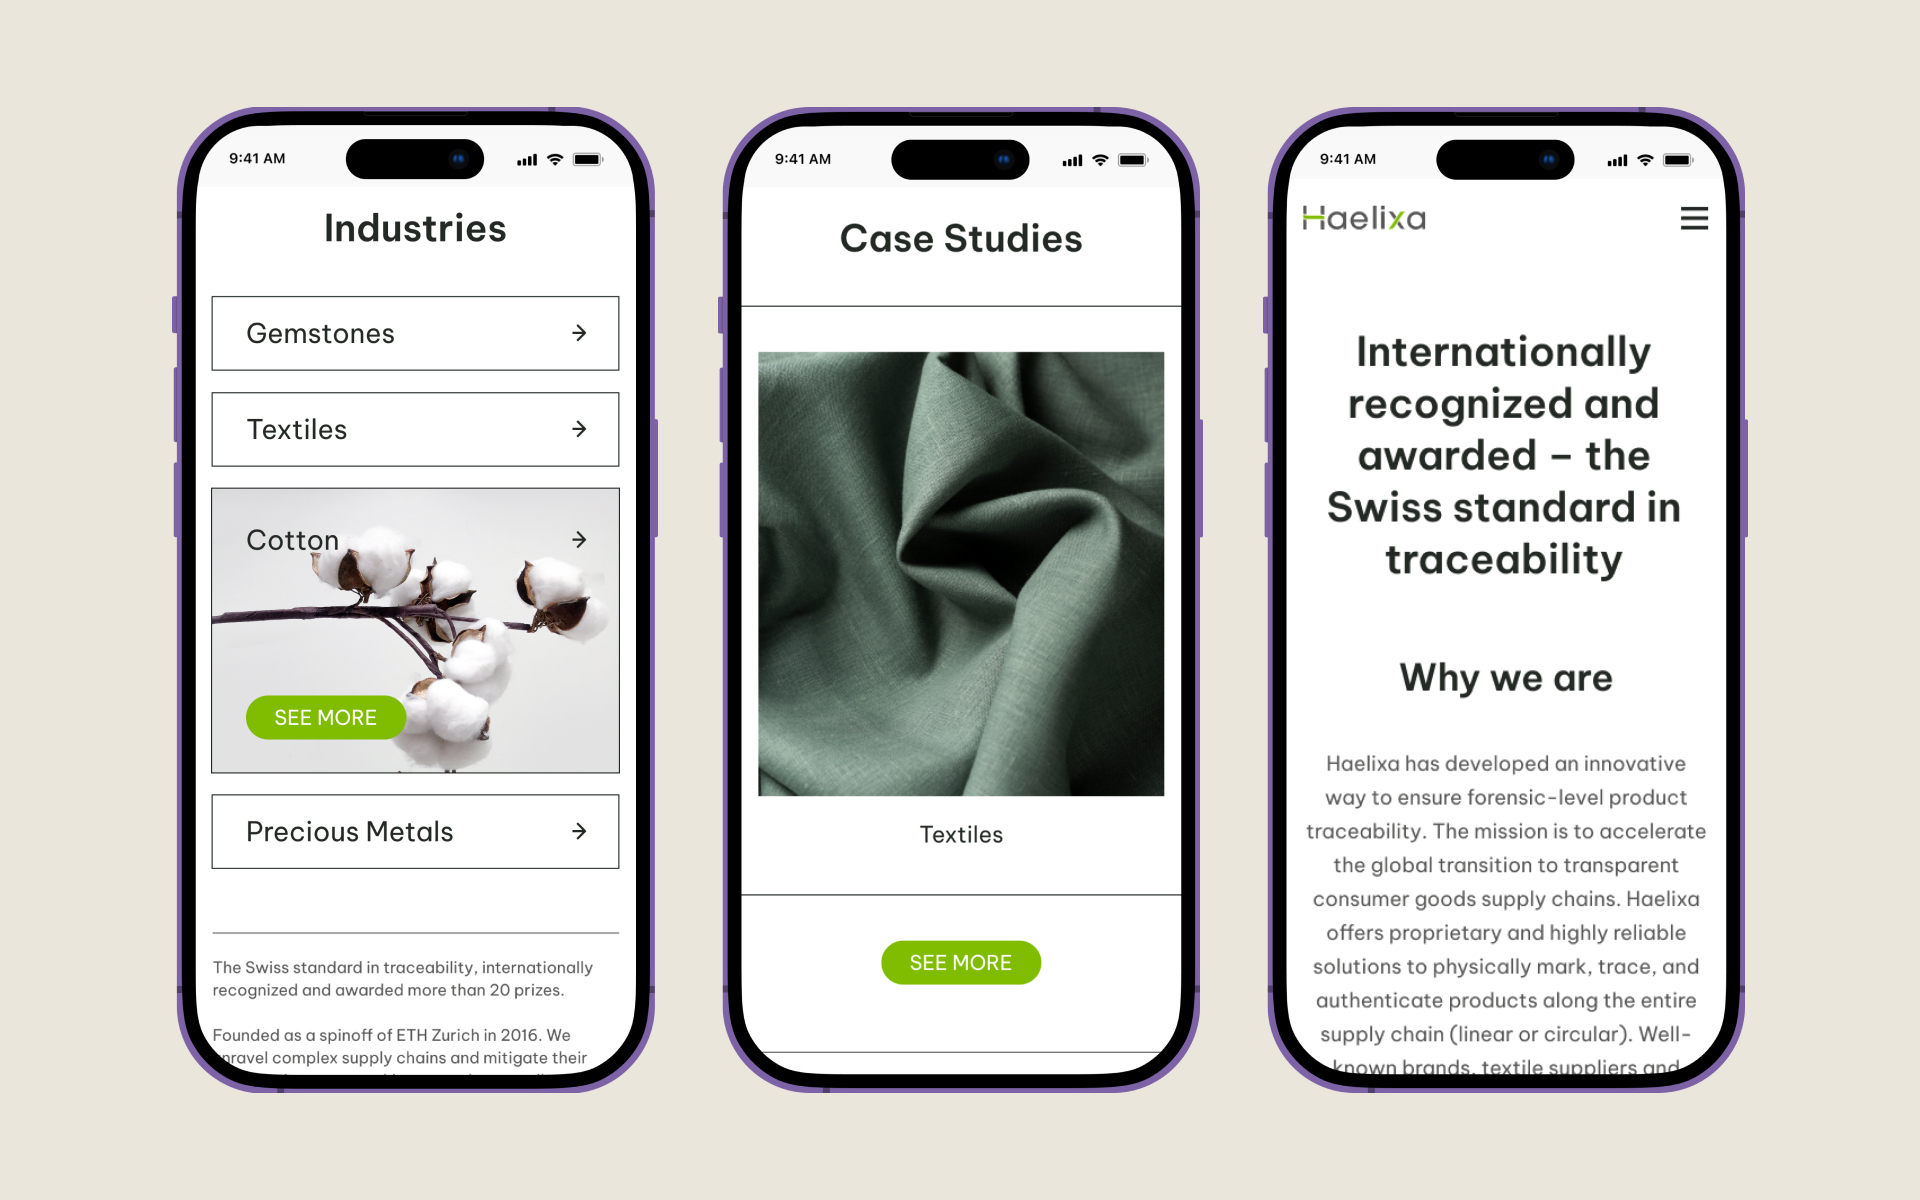 9:41 AM
Industries
Gemstones
Textiles
Cotton
SEE MORE
Precious Metals
The Swiss standard in traceability, internationally
recognized and awarded more than 20 prizes.
Founded as a spinoff of ETH Zurich in 2016. We
unravel complex supply chains and mitigate their
9:41 AM
Case Studies
Textiles
SEE MORE
9:41 AM
Haelixa
Internationally
recognized and
awarded – the
Swiss standard in
traceability
Why we are
Haelixa has developed an innovative
way to ensure forensic-level product
traceability. The mission is to accelerate
the global transition to transparent
consumer goods supply chains. Haelixa
offers proprietary and highly reliable
solutions to physically mark, trace, and
authenticate products along the entire
supply chain (linear or circular). Well-
known brands, textile suppliers and